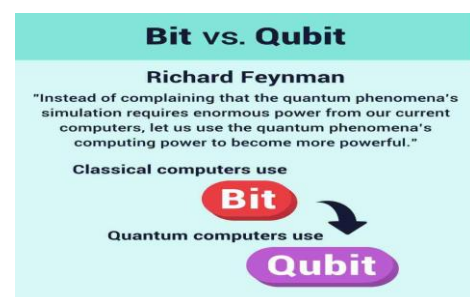 Bit vs. Qubit
Richard Feynman
"Instead of complaining that the quantum phenomena's
simulation requires enormous power from our current
computers, let us use the quantum phenomena's
computing power to become more powerful."
Classical computers use
Bit
Quantum computers use
Qubit